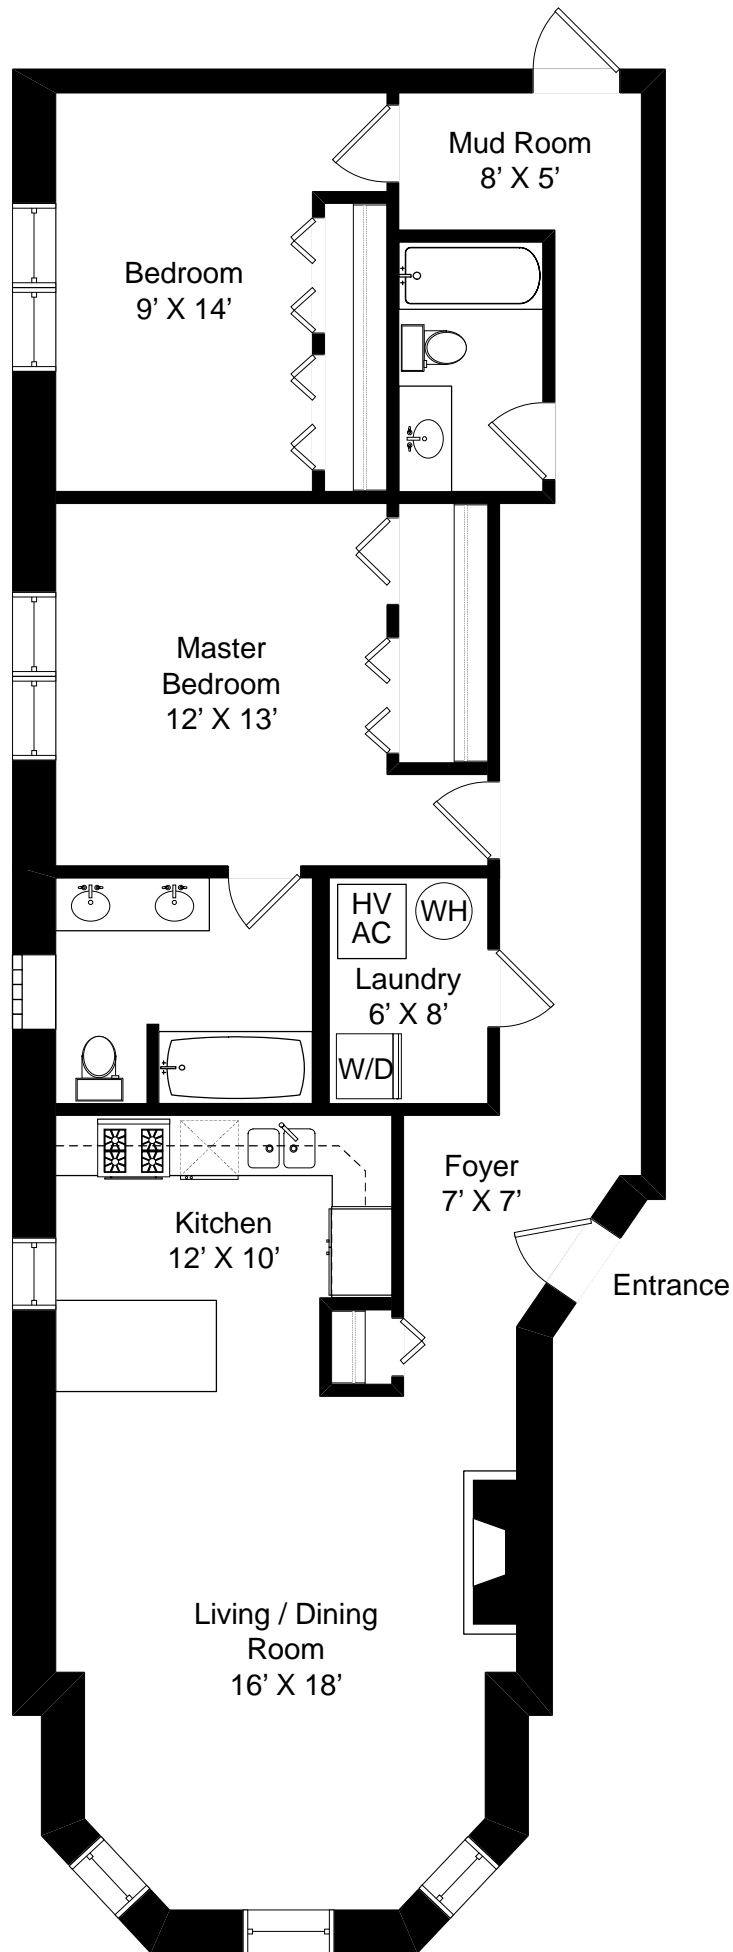 Mud Room
8’ X 5’
Bedroom
9’ X 14’
Master
Bedroom
12’ X 13’
HV
AC
WH
Laundry
6’ X 8’
W/D
Foyer
7’ X 7’
Kitchen
12’ X 10’
Entrance
Living / Dining
Room
16’ X 18’